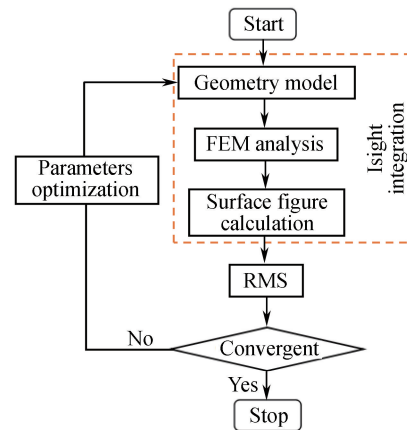 Start
Geometry model
FEM analysis
Isight
integration
Parameters
optimization
Surface figure
calculation
RMS
No
Convergent
Yes
Stop